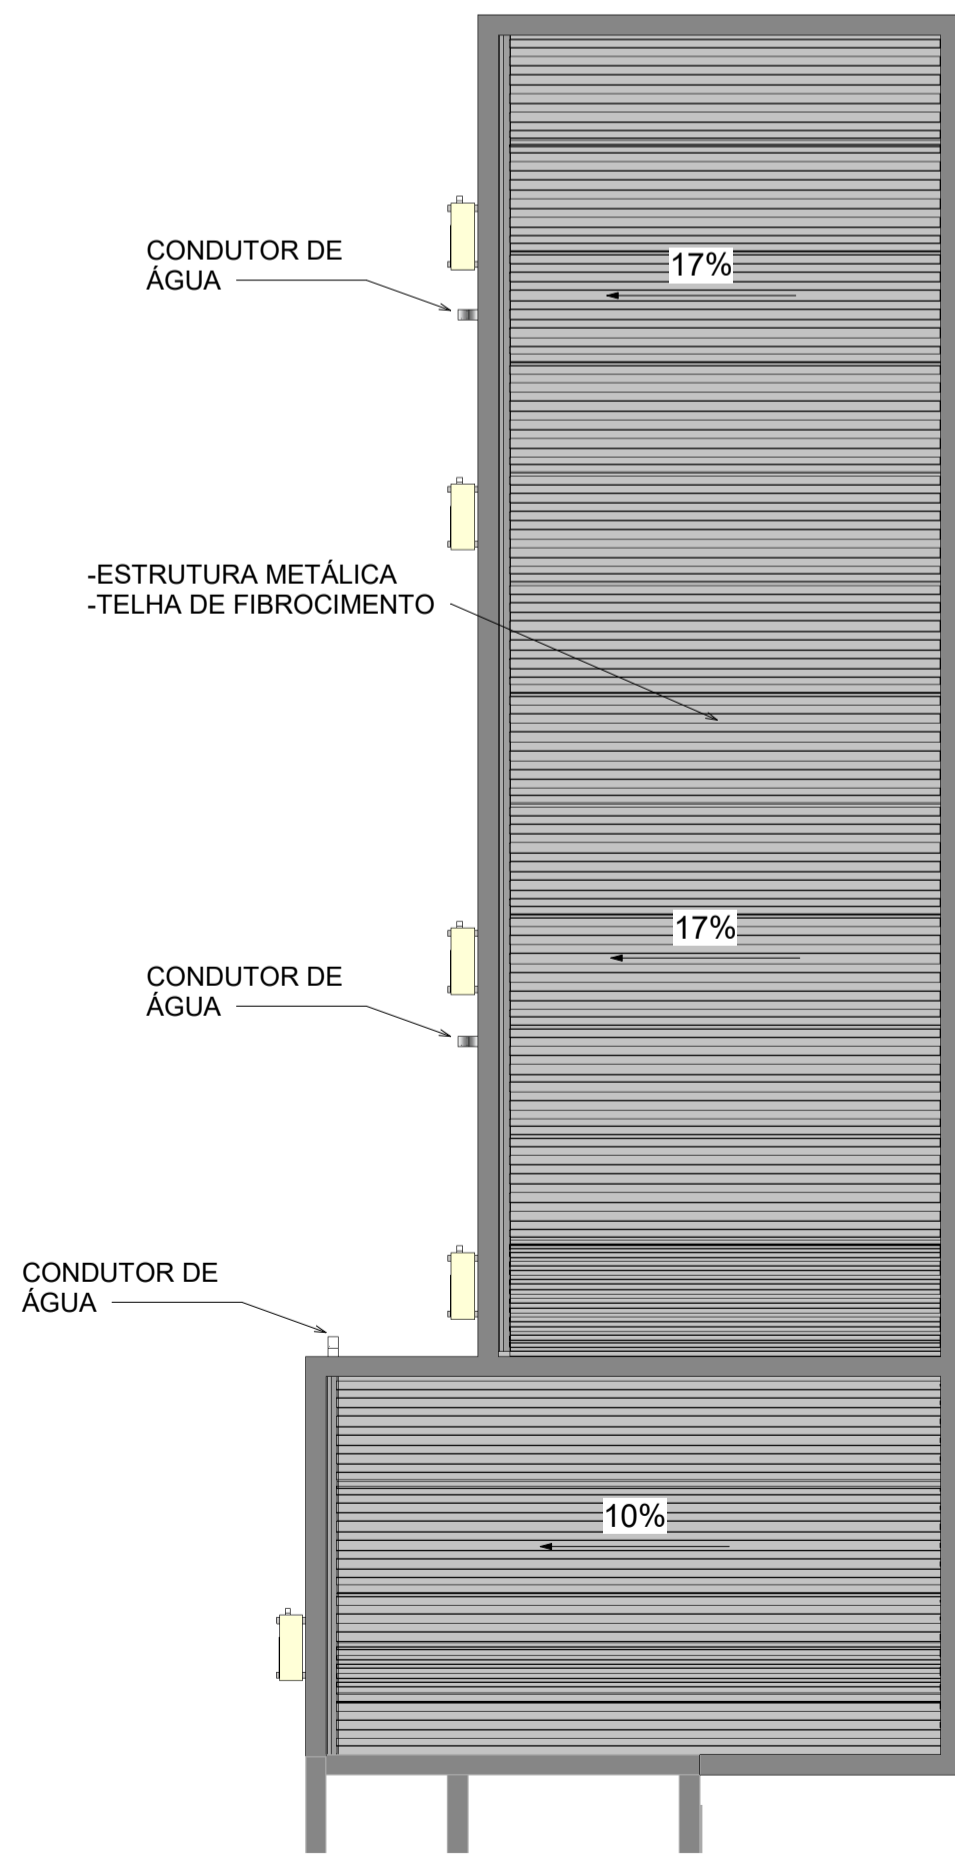 CONDUTOR DE
ÁGUA
17%
-ESTRUTURA METÁLICA
-TELHA DE FIBROCIMENTO
17%
CONDUTOR DE
ÁGUA
CONDUTOR DE
ÁGUA
10%